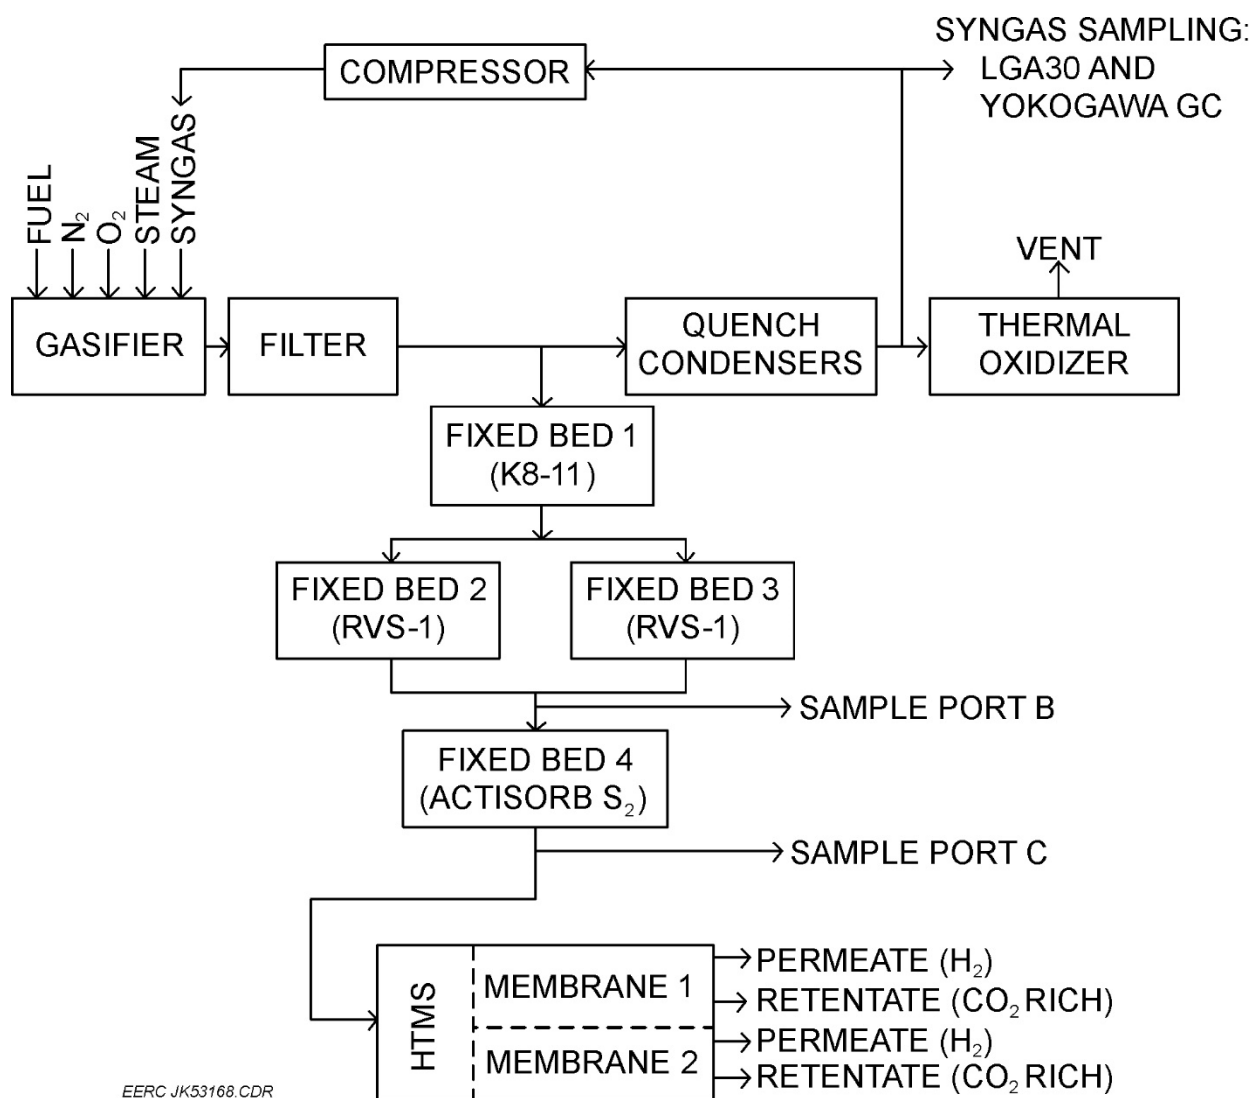 SYNGAS SAMPLING:
LGA30 AND
YOKOGAWA GC
COMPRESSOR
FUEL
N₂
O₂
STEAM
SYNGAS
VENT
GASIFIER
FILTER
QUENCH
CONDENSERS
THERMAL
OXIDIZER
FIXED BED 1
(K8-11)
FIXED BED 2
(RVS-1)
FIXED BED 3
(RVS-1)
SAMPLE PORT B
FIXED BED 4
(ACTISORB S₂)
SAMPLE PORT C
HTMS
MEMBRANE 1
PERMEATE (H₂)
RETENTATE (CO₂ RICH)
MEMBRANE 2
PERMEATE (H₂)
RETENTATE (CO₂ RICH)
EERC JK53168.CDR